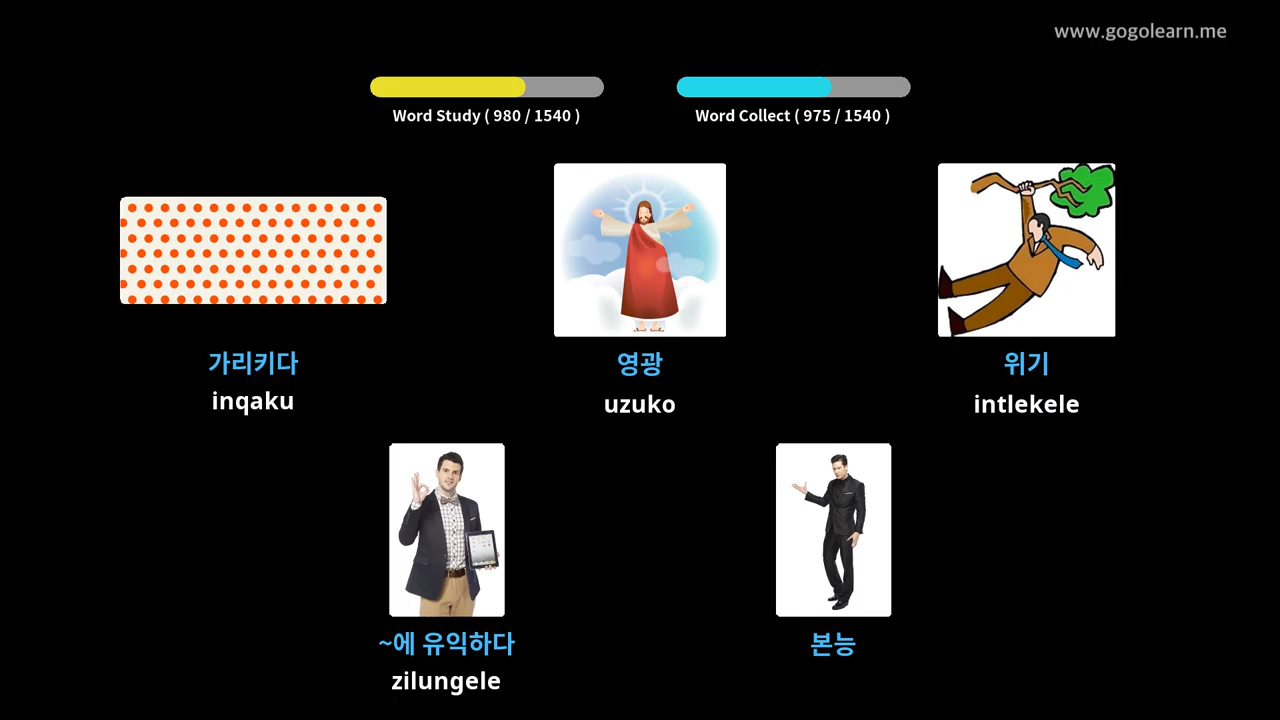 www.gogolearn.me
Word Study ( 980 / 1540 )
Word Collect ( 975 / 1540 )
가리키다
inqaku
영광
uzuko
위기
intlekele
~에 유익하다
zilungele
본능